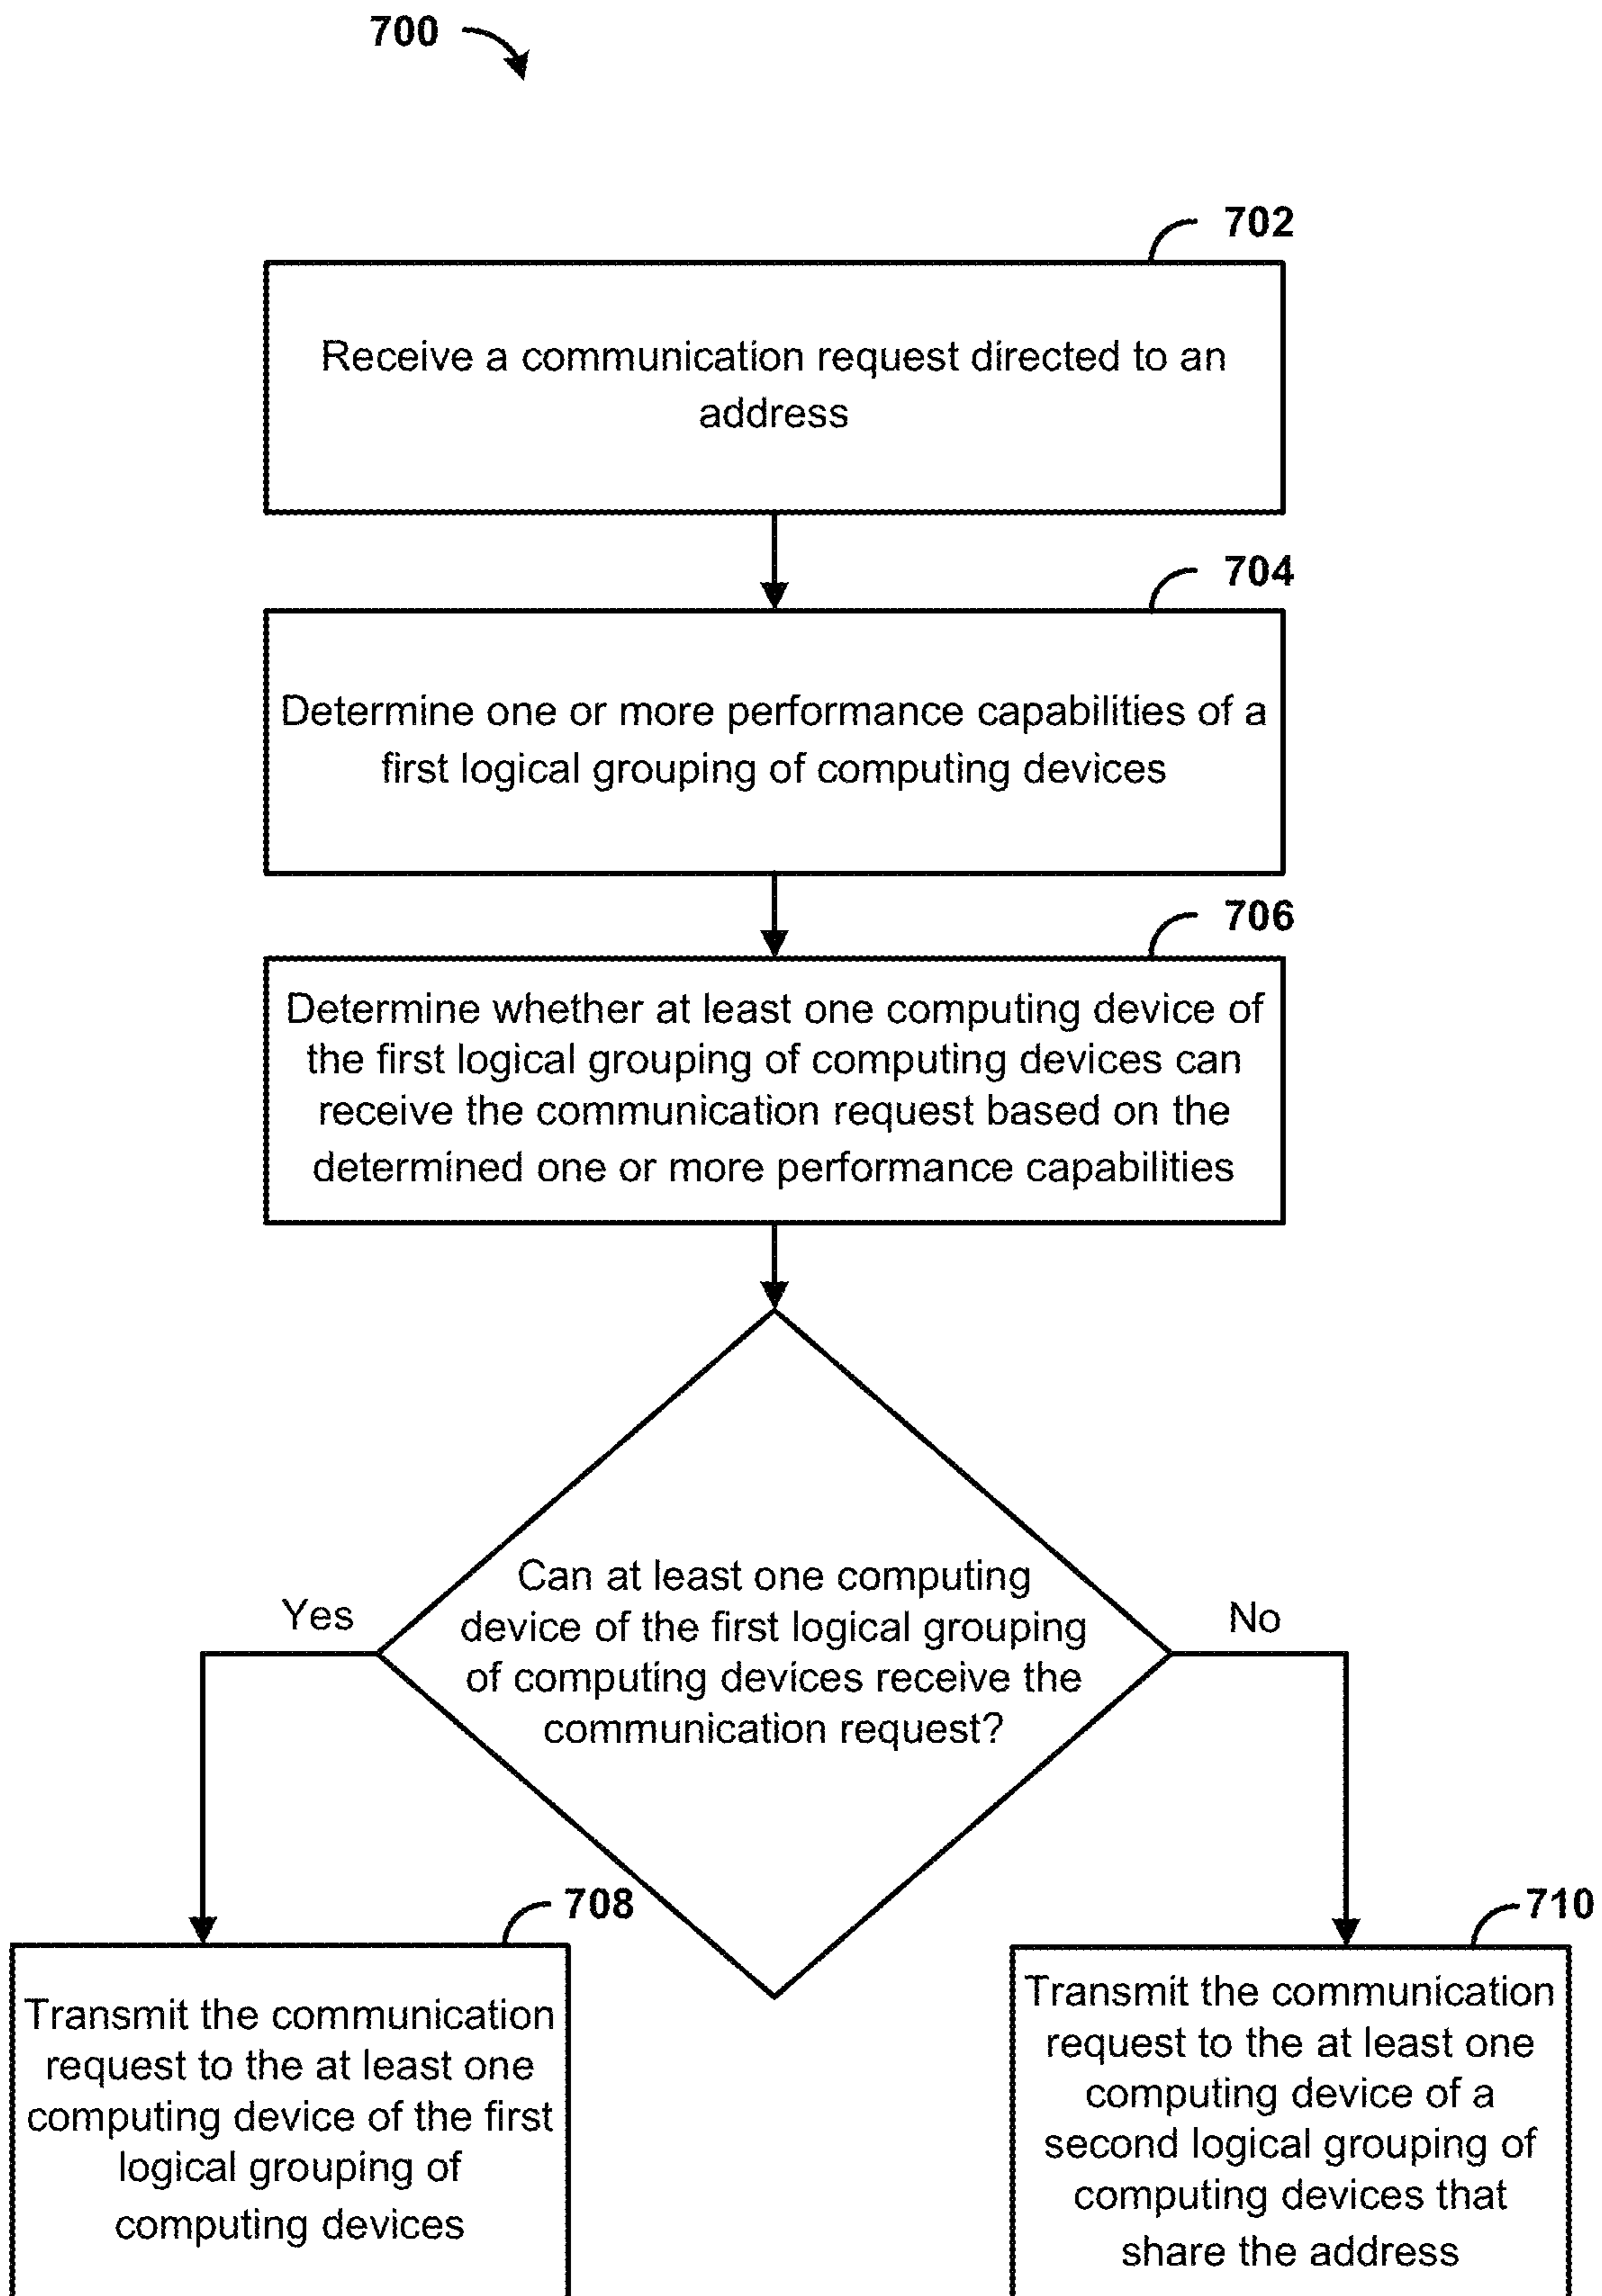 700
702
Receive a communication request directed to an
address
704
Determine one or more performance capabilities of a
first logical grouping of computing devices
706
Determine whether at least one computing device of
the first logical grouping of computing devices can
receive the communication request based on the
determined one or more performance capabilities
Can at least one computing
device of the first logical grouping
of computing devices receive the
communication request?
Yes
No
708
Transmit the communication
request to the at least one
computing device of the first
logical grouping of
computing devices
710
Transmit the communication
request to the at least one
computing device of a
second logical grouping of
computing devices that
share the address